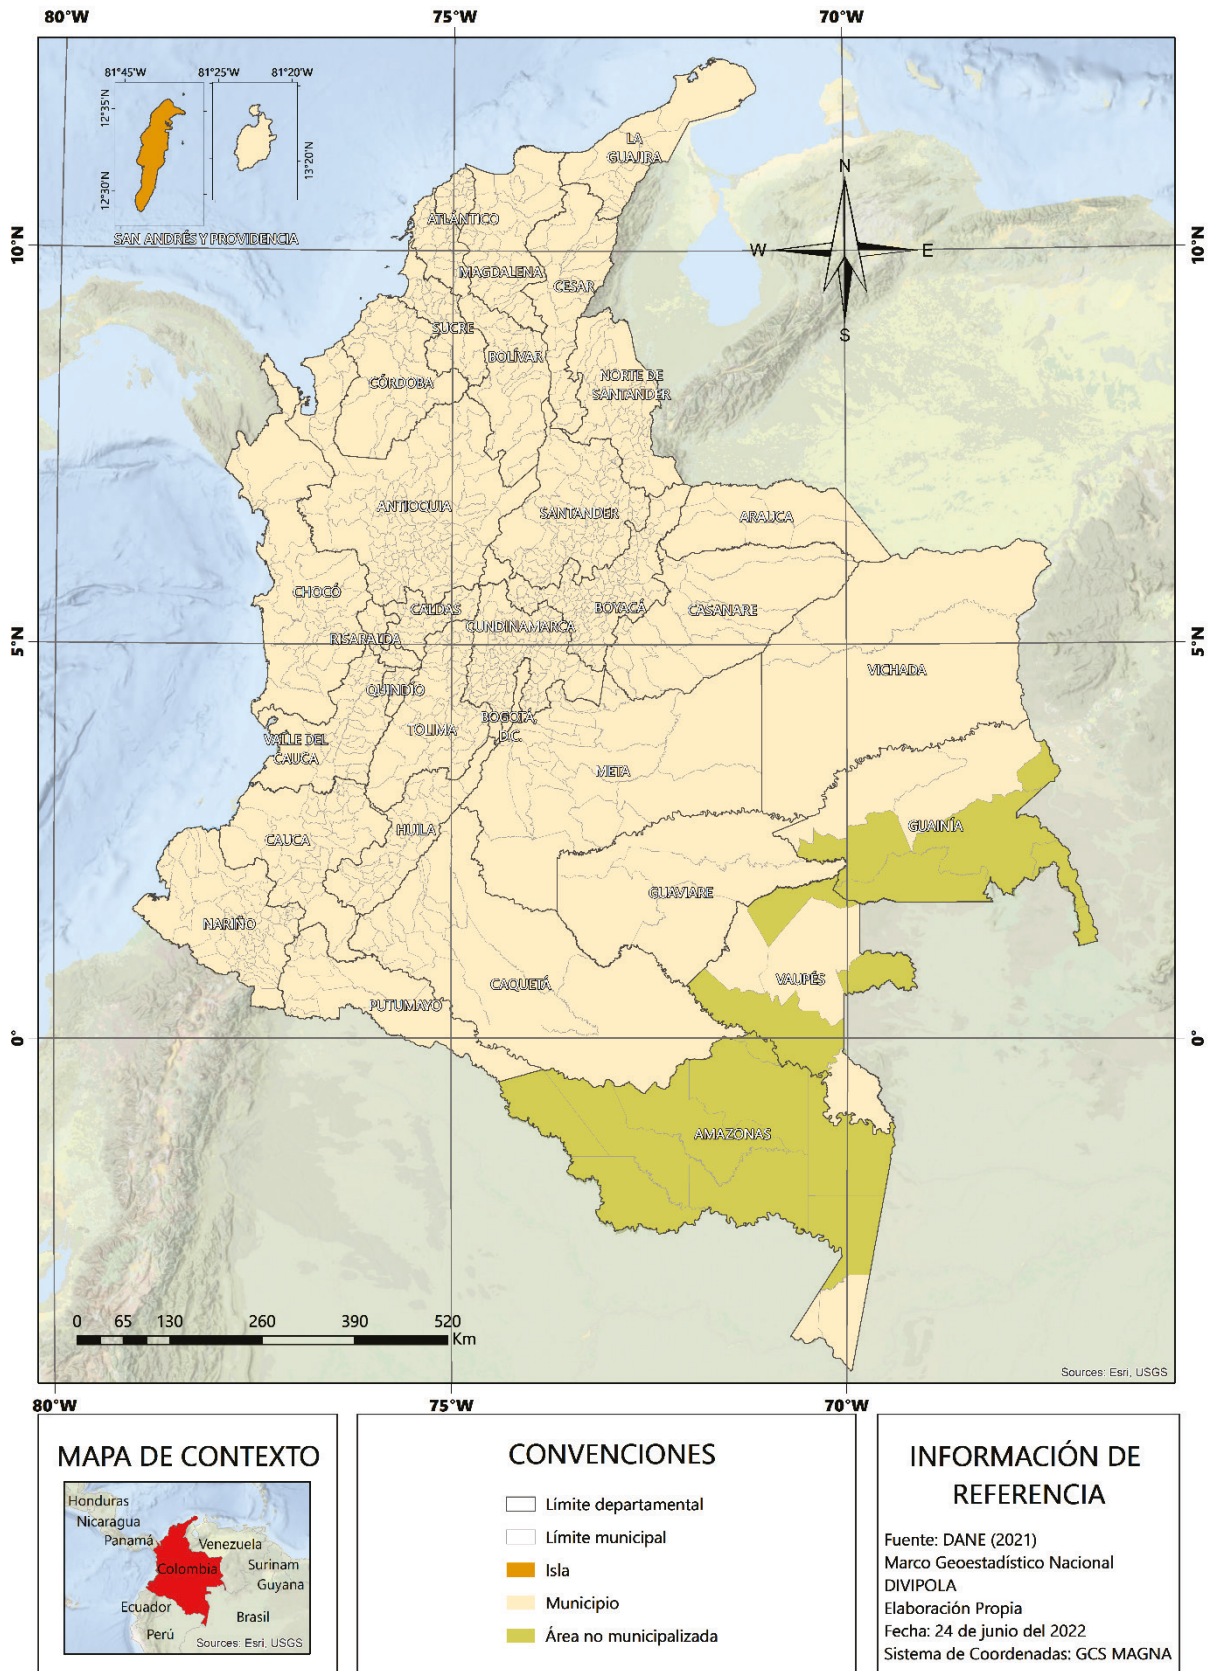 80°W 75°W 70°W
81°45'W 81°25'W 81°20'W
12°35'N
12°30'N
13°20'N
SAN ANDRÉS Y PROVIDENCIA
LA
GUAJIRA
N
W E
S
10°N 10°N
ATLÁNTICO
MAGDALENA
CESAR
SUCRE
BOLÍVAR
CÓRDOBA
NORTE DE
SANTANDER
ANTIOQUIA
SANTANDER
ARAUCA
CHOCÓ
CALDAS
BOYACÁ
CASANARE
CUNDINAMARCA
RISARALDA
5°N 5°N
VICHADA
QUINDÍO
BOGOTÁ,
D.C.
TOLIMA
VALLE DEL
CAUCA
META
HUILA
CAUCA
GUAINÍA
GUAVIARE
NARIÑO
VAUPÉS
CAQUETÁ
PUTUMAYO
0° 0°
AMAZONAS
0 65 130 260 390 520
Km
Sources: Esri, USGS
80°W 75°W 70°W
MAPA DE CONTEXTO
Honduras
Nicaragua
Panamá
Venezuela
Colombia
Surinam
Guyana
Ecuador
Brasil
Perú
Sources: Esri, USGS
CONVENCIONES
Límite departamental
Límite municipal
Isla
Municipio
Área no municipalizada
INFORMACIÓN DE
REFERENCIA
Fuente: DANE (2021)
Marco Geoestadístico Nacional
DIVIPOLA
Elaboración Propia
Fecha: 24 de junio del 2022
Sistema de Coordenadas: GCS MAGNA